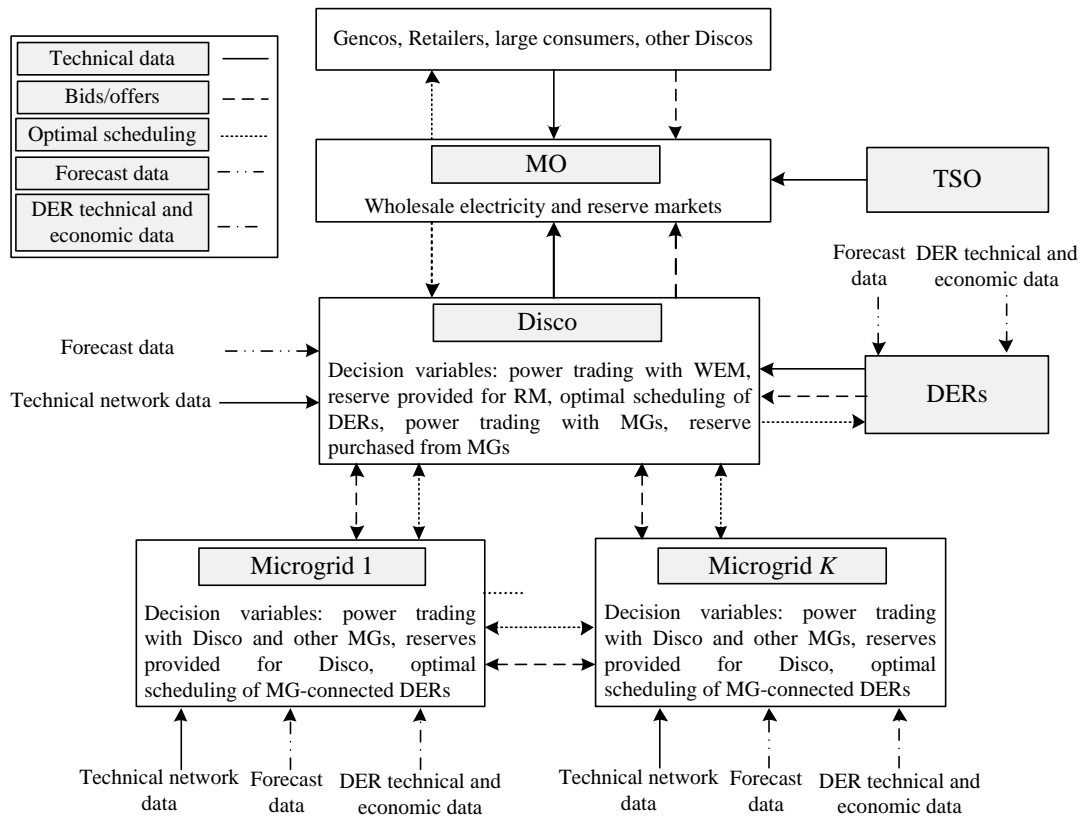 Gencos, Retailers, large consumers, other Discos
Technical data
Bids/offers
Optimal scheduling
Forecast data
DER technical and
economic data
MO
Wholesale electricity and reserve markets
TSO
Forecast
data
DER technical and
economic data
Disco
Decision variables: power trading with WEM,
reserve provided for RM, optimal scheduling of
DERs, power trading with MGs, reserve
purchased from MGs
Forecast data
Technical network data
DERs
Microgrid 1
Decision variables: power trading
with Disco and other MGs, reserves
provided for Disco, optimal
scheduling of MG-connected DERs
Microgrid K
Decision variables: power trading
with Disco and other MGs, reserves
provided for Disco, optimal
scheduling of MG-connected DERs
Technical network
data
Forecast
data
DER technical and
economic data
Technical network
data
Forecast
data
DER technical and
economic data